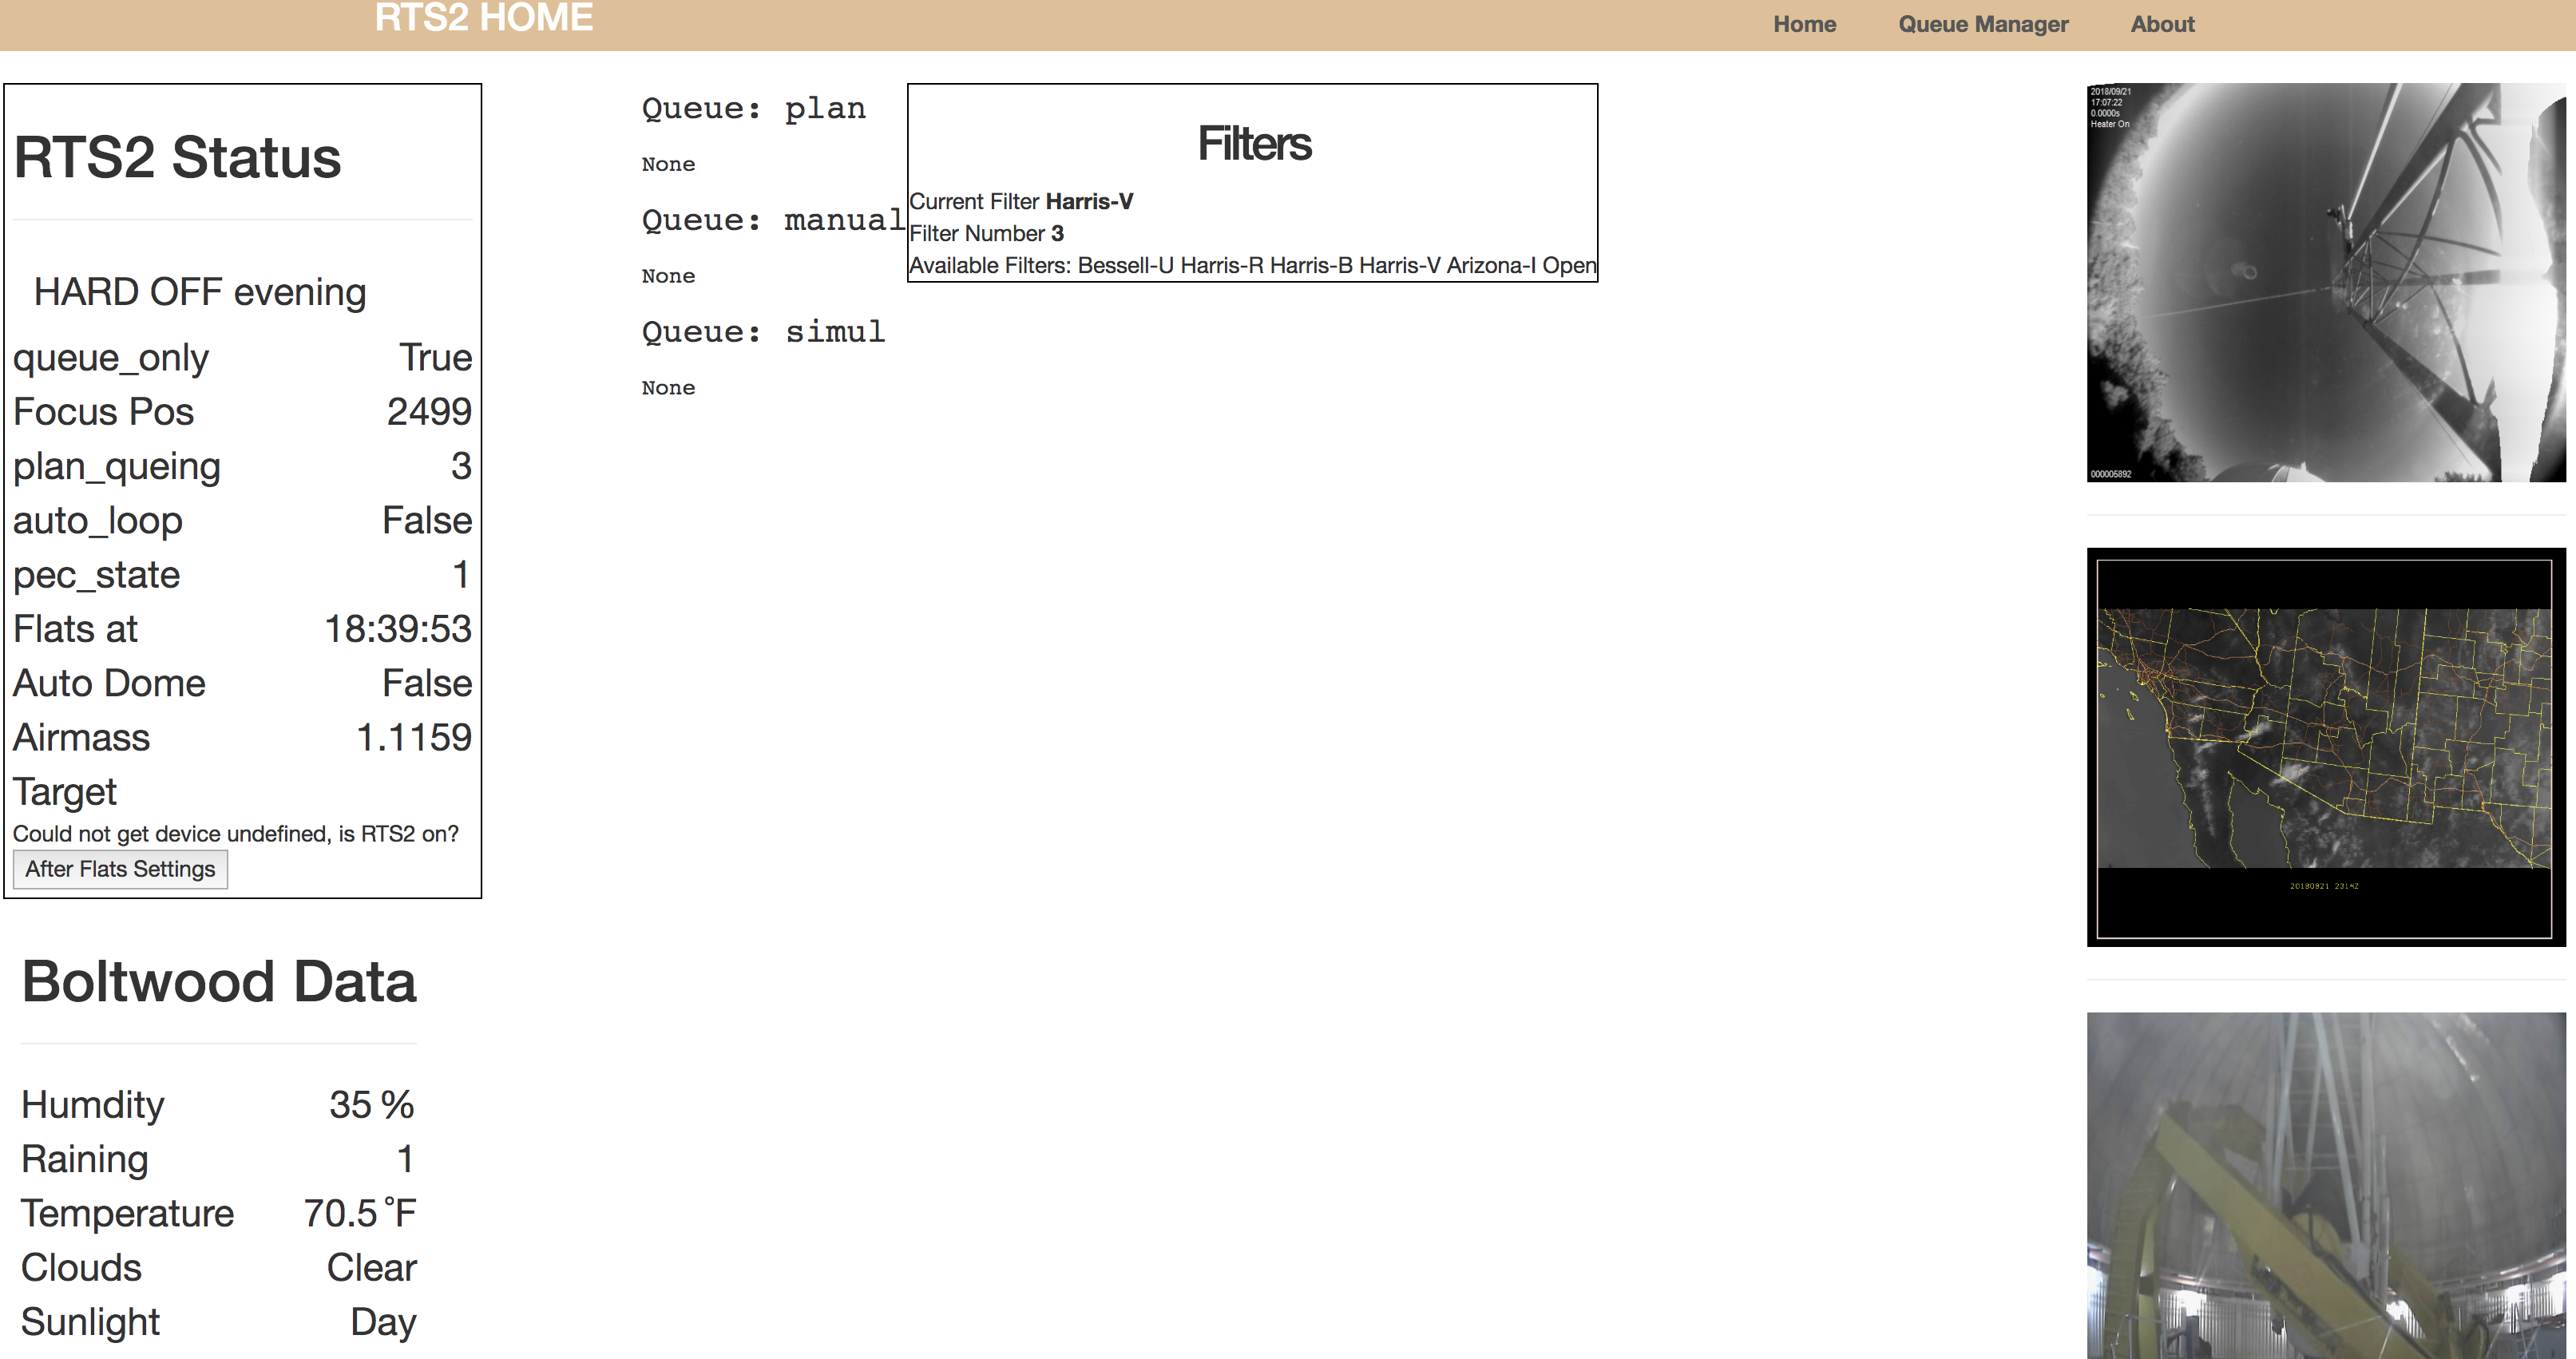 RTS2 HOME
Home Queue Manager About
RTS2 Status
HARD OFF evening
queue_only True
Focus Pos 2499
plan_queing 3
auto_loop False
pec_state 1
Flats at 18:39:53
Auto Dome False
Airmass 1.1159
Target
Could not get device undefined, is RTS2 on?
After Flats Settings
Boltwood Data
Humdity 35 %
Raining 1
Temperature 70.5 °F
Clouds Clear
Sunlight Day
Queue: plan
None
Queue: manual
None
Queue: simul
None
Filters
Current Filter Harris-V
Filter Number 3
Available Filters: Bessell-U Harris-R Harris-B Harris-V Arizona-I Open
2018/09/21
17:07:22
0.0000s
Heater On
000005892
20180921 2314Z